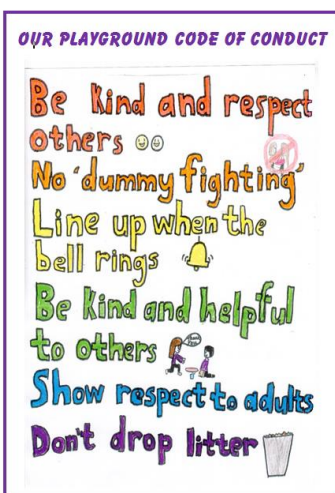 OUR PLAYGROUND CODE OF CONDUCT
Be Kind and respect
others
No 'dummy fighting'
Line up when the
bell rings
Be Kind and helpful
to others
Show respect to adults
Don't drop litter